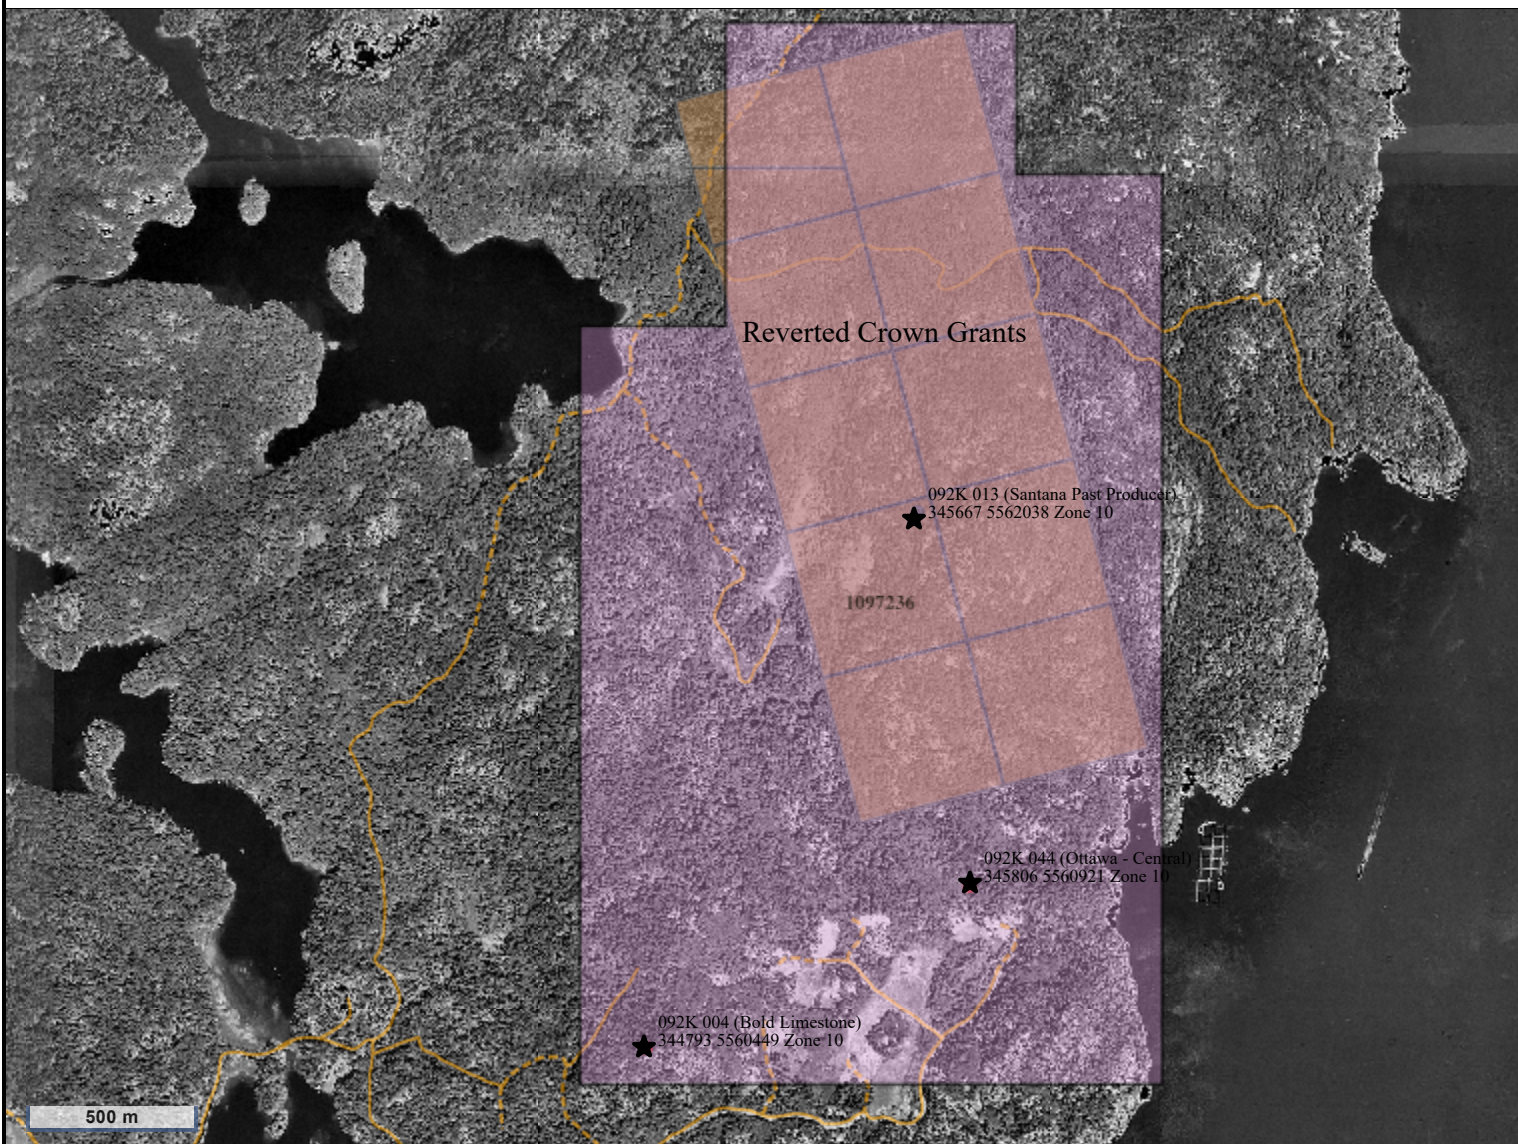 Reverted Crown Grants
092K 013 (Santana Past Producer)
345667 5562038 Zone 10
1097236
092K 044 (Ottawa - Central)
345806 5560921 Zone 10
092K 004 (Bold Limestone)
344793 5560449 Zone 10
500 m